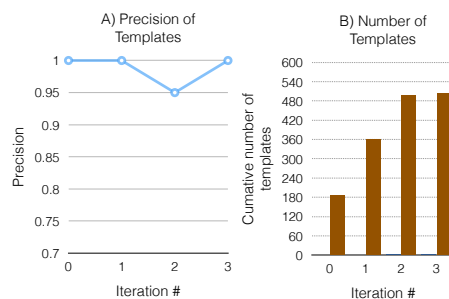 A) Precision of
Templates
1
0.95
0.9
0.85
0.8
0.75
0.7
0 1 2 3
Precision
Iteration #
B) Number of
Templates
600
540
480
420
360
300
240
180
120
60
0
0 1 2 3
Cumative number of
templates
Iteration #